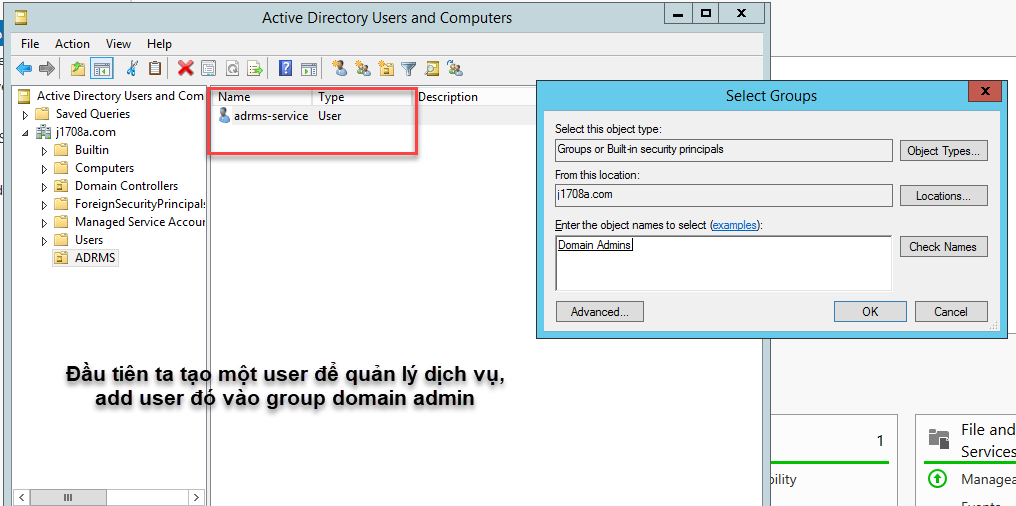 Active Directory Users and Computers
File Action View Help
Active Directory Users and Com
Saved Queries
j1708a.com
Builtin
Computers
Domain Controllers
ForeignSecurityPrincipals
Managed Service Accour
Users
ADRMS
Name Type Description
adrms-service User
Select Groups
Select this object type:
Groups or Built-in security principals
Object Types...
From this location:
j1708a.com
Locations...
Enter the object names to select (examples):
Domain Admins
Check Names
Advanced...
OK
Cancel
Đầu tiên ta tạo một user để quản lý dịch vụ,
add user đó vào group domain admin
1
bility
File and
Services
Managea